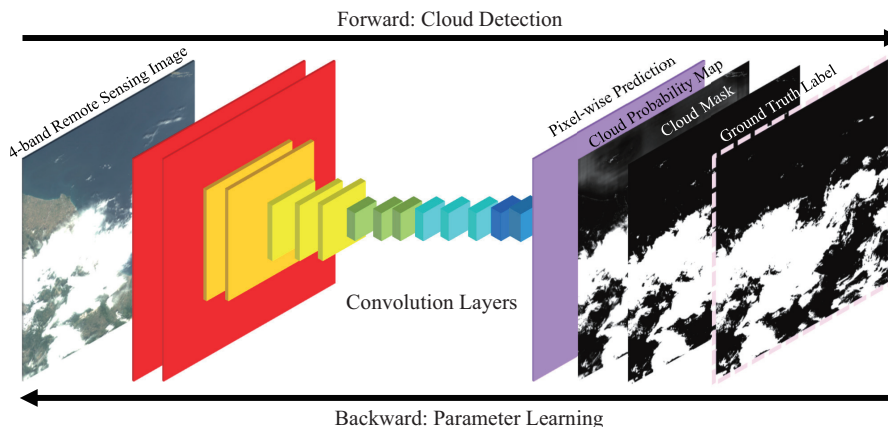 Forward: Cloud Detection
4-band Remote Sensing Image
Pixel-wise Prediction
Cloud Probability Map
Cloud Mask
Ground Truth Label
Convolution Layers
Backward: Parameter Learning